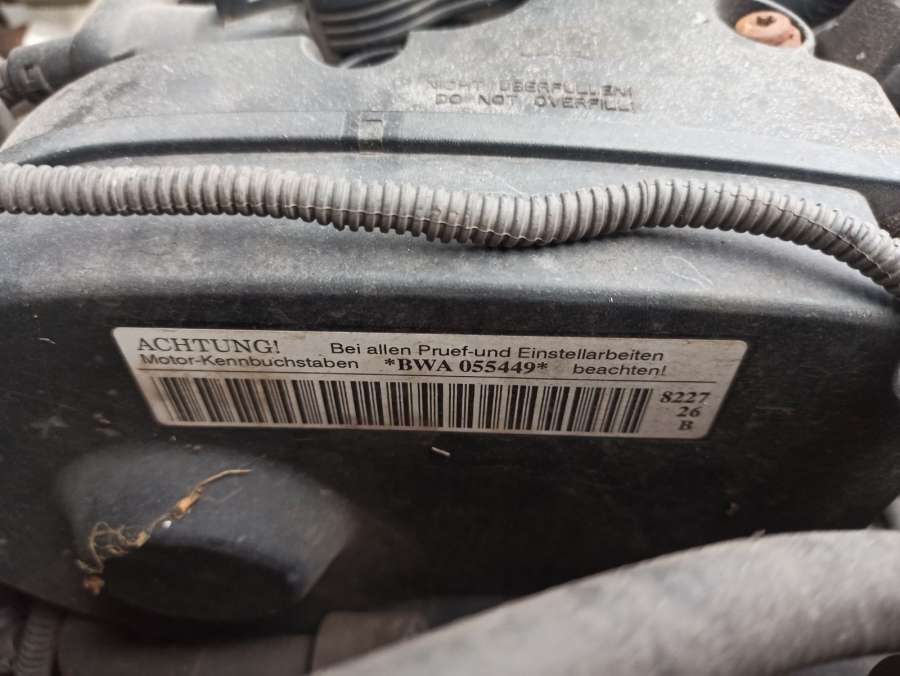 NICHT ÜBERFÜLLEN!
DO NOT OVERFILL!
ACHTUNG! Bei allen Pruef-und Einstellarbeiten
Motor-Kennbuchstaben *BWA 055449* beachten!
8227
26
B